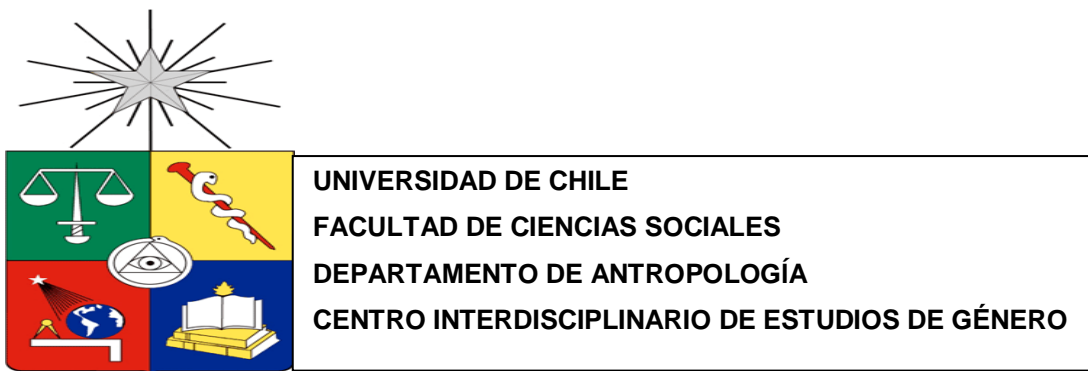 UNIVERSIDAD DE CHILE
FACULTAD DE CIENCIAS SOCIALES
DEPARTAMENTO DE ANTROPOLOGÍA
CENTRO INTERDISCIPLINARIO DE ESTUDIOS DE GÉNERO